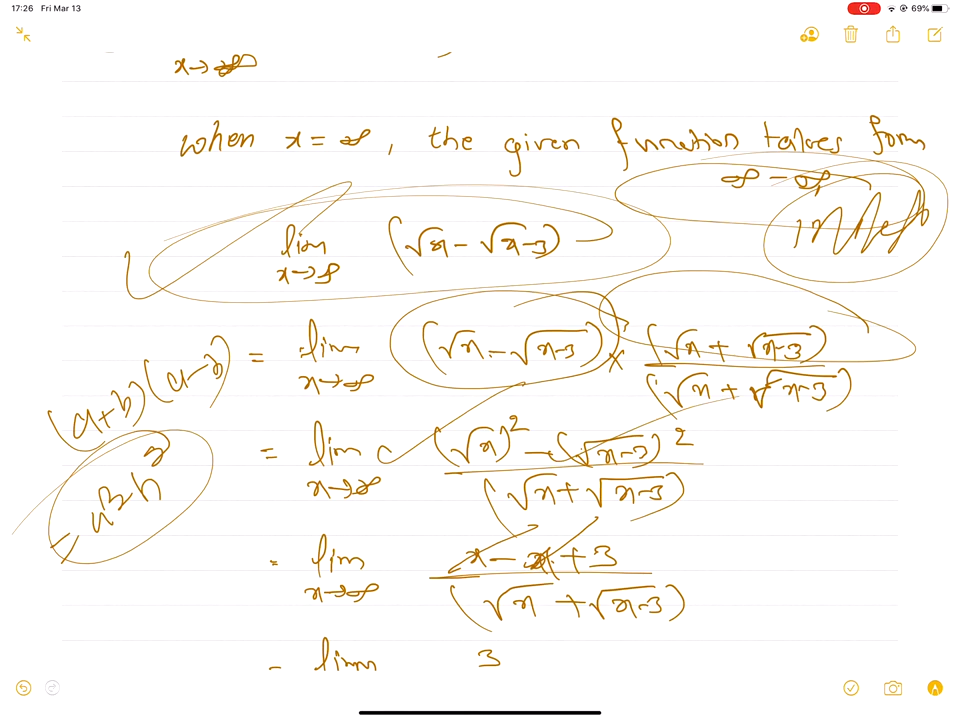 17:26 Fri Mar 13
69%
x→∞
when x = ∞, the given function takes form
∞ - ∞,
lim (√x - √x-3)
x→∞
= lim (√x - √x-3) × (√x + √x-3)
x→∞ (√x + √x-3)
(a+b)(a-b)
= lim (√x)² - (√x-3)²
x→∞ (√x + √x-3)
= a²-b²
= lim x - x + 3
x→∞ (√x + √x-3)
= lim 3